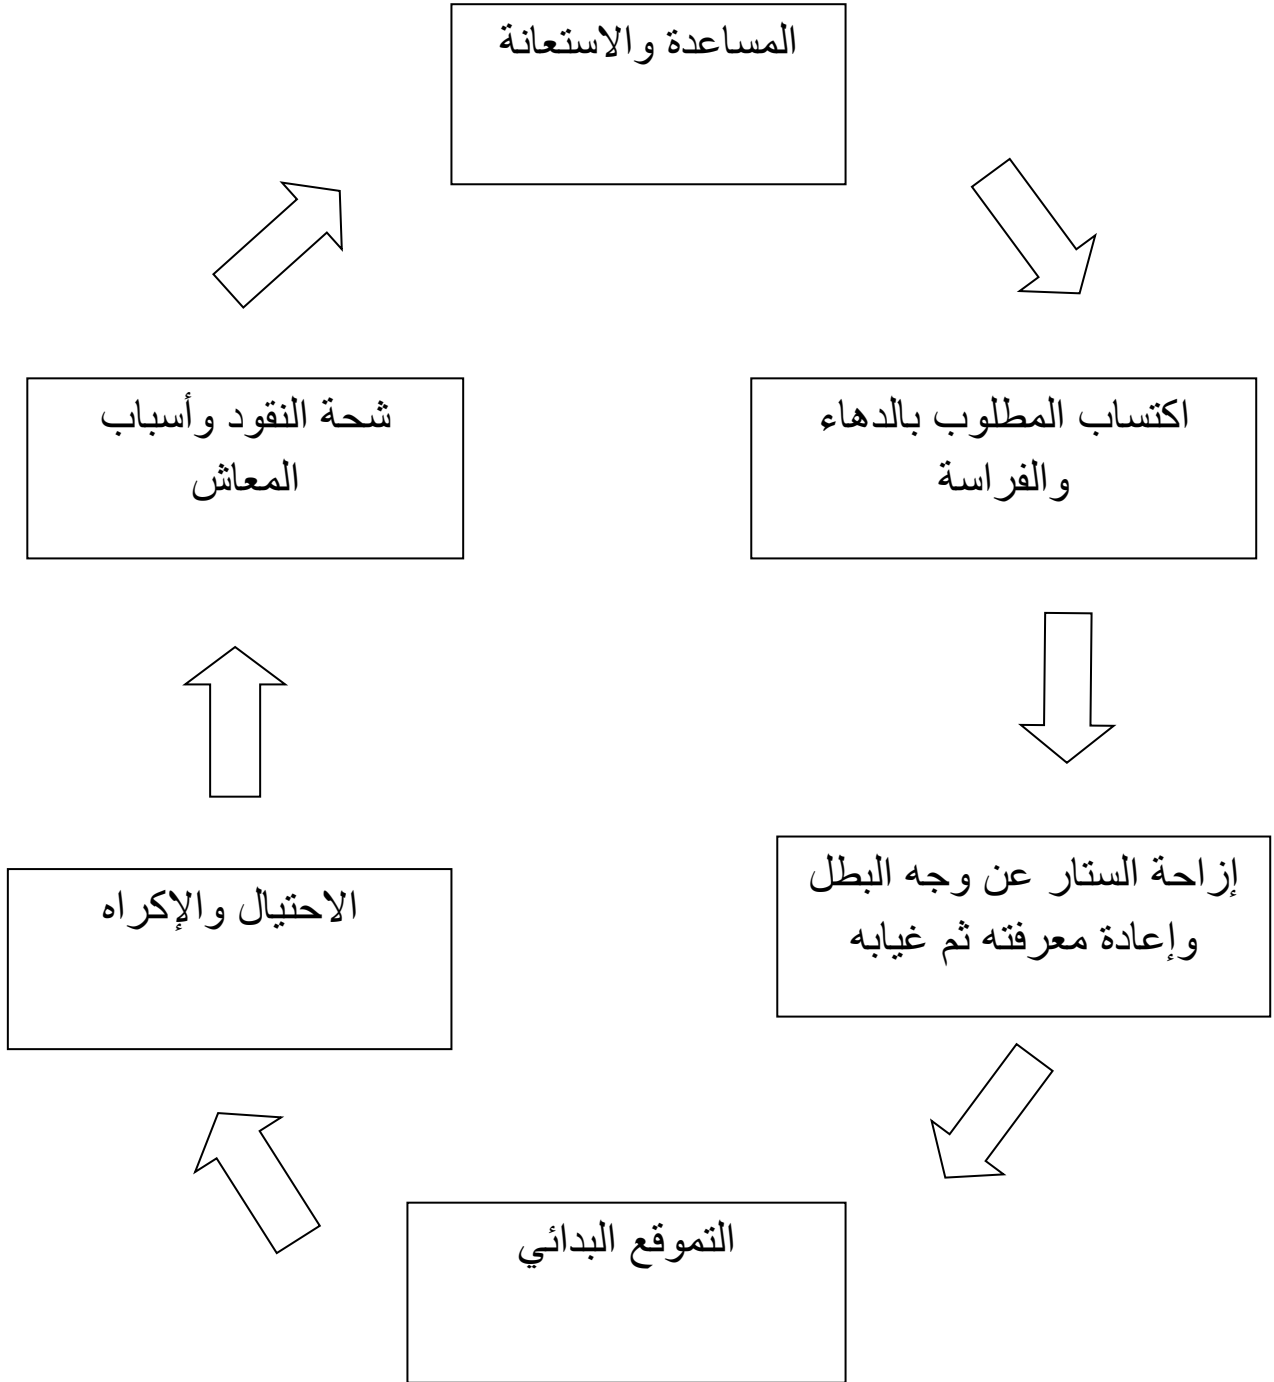 المساعدة والاستعانة
اكتساب المطلوب بالدهاء
والفراسة
شحة النقود وأسباب
المعاش
إزاحة الستار عن وجه البطل
وإعادة معرفته ثم غيابه
الاحتيال والإكراه
التموقع البدائي